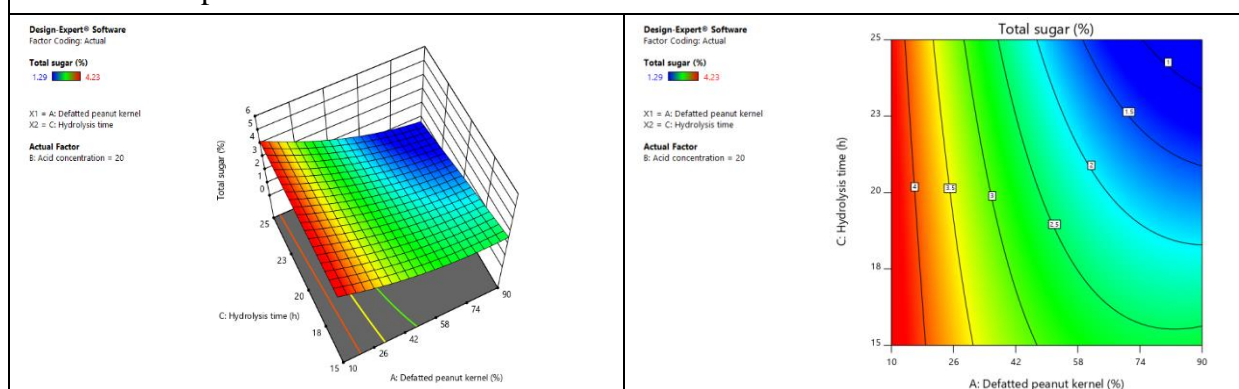 Design-Expert® Software
Factor Coding: Actual
Total sugar (%)
1.29 4.23
X1 = A: Defatted peanut kernel
X2 = C: Hydrolysis time
Actual Factor
B: Acid concentration = 20
6
5
4
3
2
1
0
Total sugar (%)
25
23
20
18
15
C: Hydrolysis time (h)
10
26
42
58
74
90
A: Defatted peanut kernel (%)
Design-Expert® Software
Factor Coding: Actual
Total sugar (%)
1.29 4.23
X1 = A: Defatted peanut kernel
X2 = C: Hydrolysis time
Actual Factor
B: Acid concentration = 20
Total sugar (%)
25
23
20
18
15
C: Hydrolysis time (h)
1
1.5
2
4
3.5
3
2.5
10 26 42 58 74 90
A: Defatted peanut kernel (%)